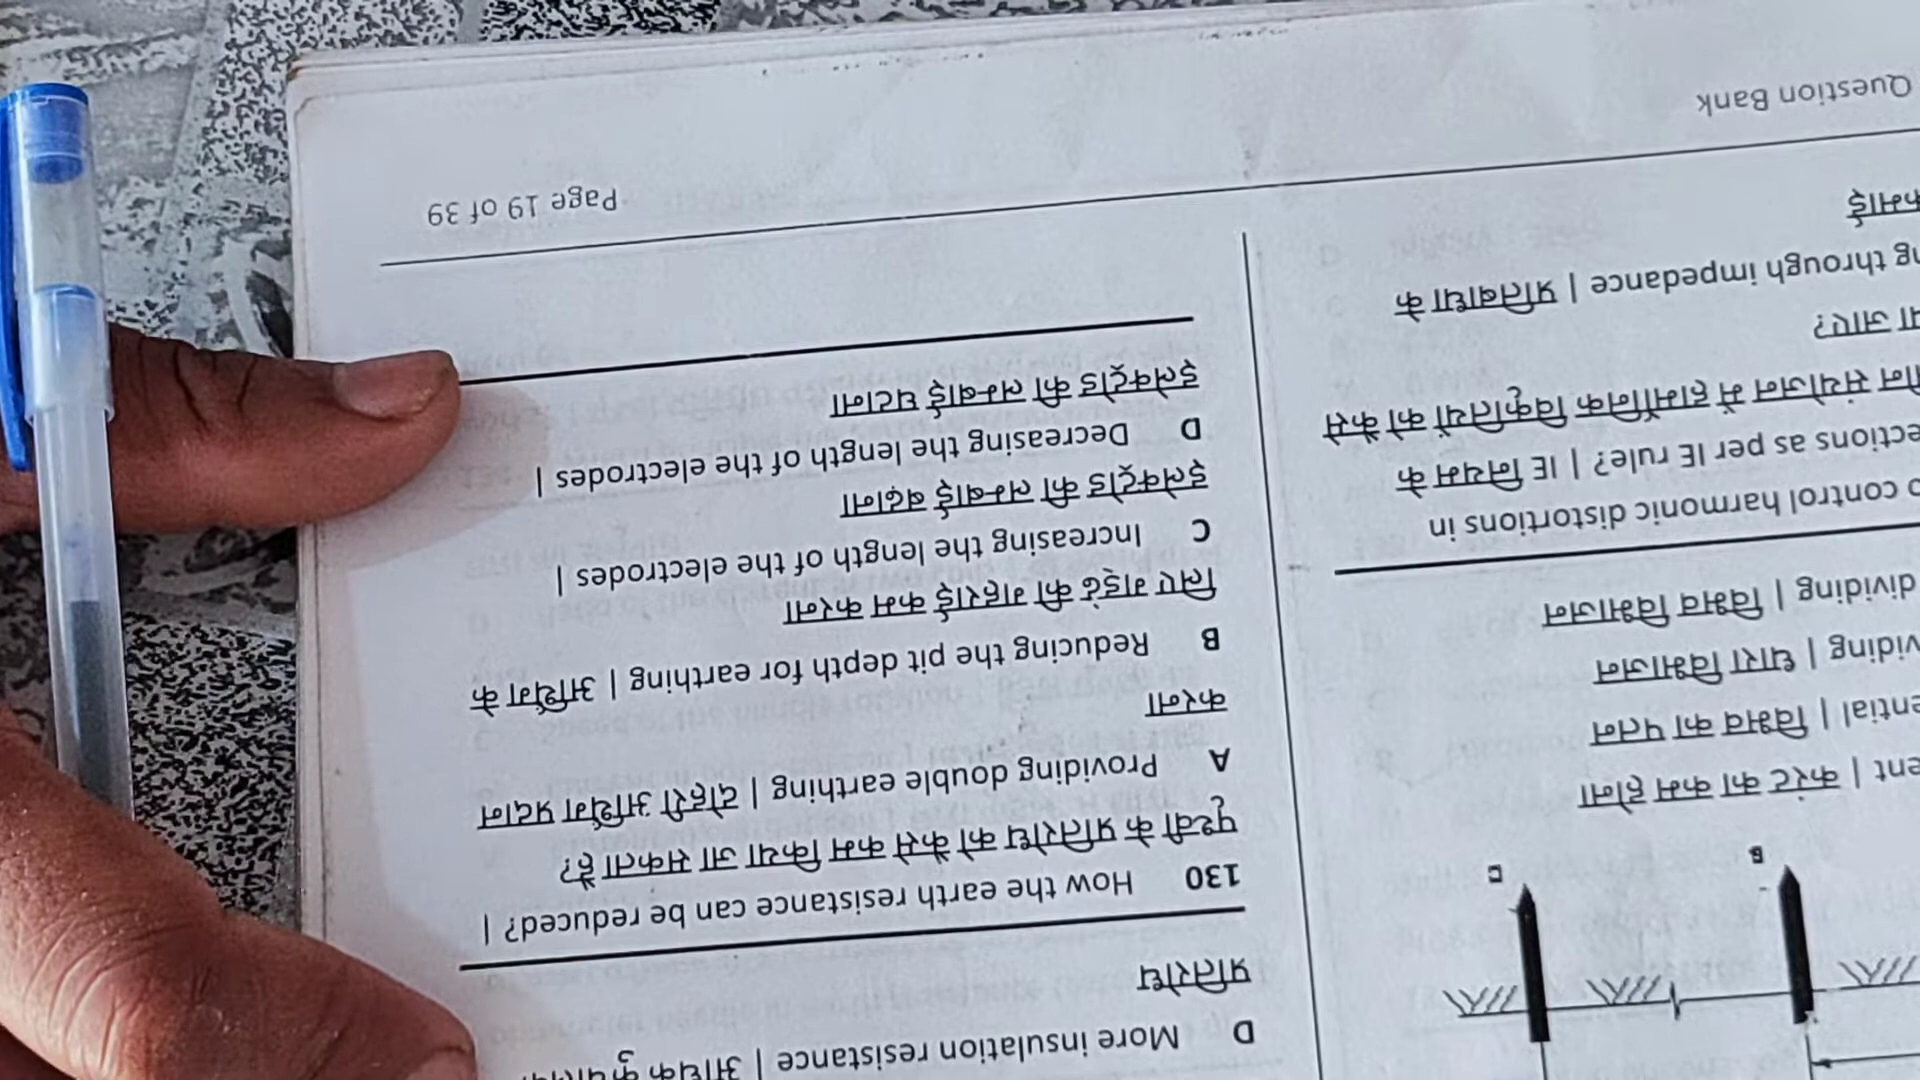 ent | करंट का कम होना
ential | विभव का पतन
viding | धारा विभाजन
dividing | विभव विभाजन
control harmonic distortions in
ections as per IE rule? | IE नियम के
संयोजन में हार्मोनिक विकृतियों को कैसे
जाए?
ng through impedance | प्रतिबाधा के
Question Bank
D More insulation resistance | अधिक
प्रतिरोध
130 How the earth resistance can be reduced? |
पृथ्वी के प्रतिरोध को कैसे कम किया जा सकता है?
A Providing double earthing | दोहरी अर्थिंग प्रदान
करना
B Reducing the pit depth for earthing | अर्थिंग के
लिए गड्ढे की गहराई कम करना
C Increasing the length of the electrodes |
इलेक्ट्रोड की लम्बाई बढ़ाना
D Decreasing the length of the electrodes |
इलेक्ट्रोड की लम्बाई घटाना
Page 19 of 39